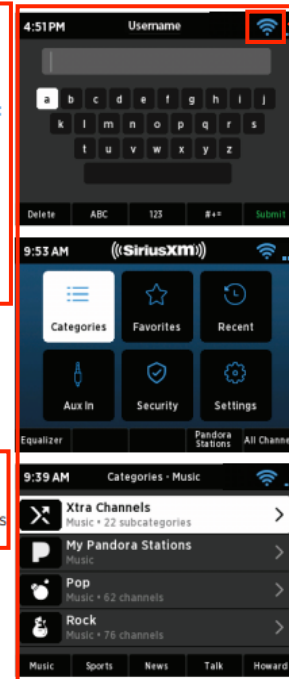 4:51PM Username
a b c d e f g h i j
k l m n o p q r s
t u v w x y z
Delete ABC 123 #+= Submit
9:53 AM ((SiriusXM))
Categories Favorites Recent
Aux In Security Settings
Equalizer Pandora Stations All Channe
9:39 AM Categories - Music
Xtra Channels
Music • 22 subcategories
My Pandora Stations
Music
Pop
Music • 62 channels
Rock
Music • 76 channels
Music Sports News Talk Howard